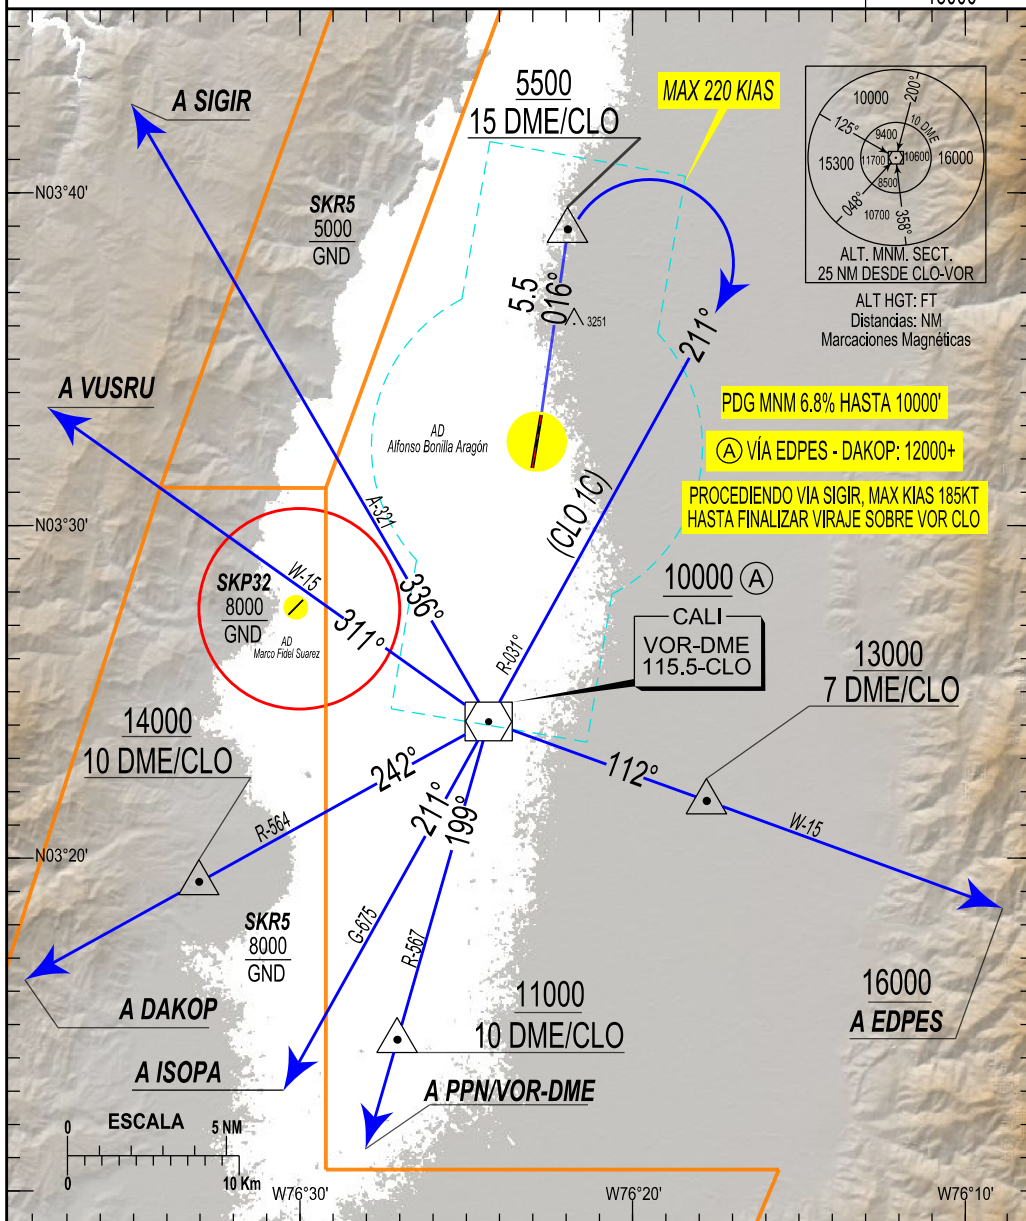 A SIGIR
5500
15 DME/CLO
MAX 220 KIAS
10000
200°
125°
10 DME
9400
15300
11700
10600
16000
8500
048°
10700
358°
ALT. MNM. SECT.
25 NM DESDE CLO-VOR
ALT HGT: FT
Distancias: NM
Marcaciones Magnéticas
N03°40'
SKR5
5000
GND
5.5
016°
3251
211°
A VUSRU
AD
Alfonso Bonilla Aragón
PDG MNM 6.8% HASTA 10000'
A VÍA EDPES - DAKOP: 12000+
PROCEDIENDO VIA SIGIR, MAX KIAS 185KT
HASTA FINALIZAR VIRAJE SOBRE VOR CLO
N03°30'
A-321
(CLO 1C)
W-15
336°
SKP32
8000
GND
311°
AD
Marco Fidel Suarez
10000 A
CALI
VOR-DME
115.5-CLO
R-031°
13000
7 DME/CLO
14000
10 DME/CLO
242°
211°
199°
112°
W-15
R-564
N03°20'
SKR5
8000
GND
G-675
R-567
11000
10 DME/CLO
16000
A EDPES
A DAKOP
A ISOPA
A PPN/VOR-DME
ESCALA
0
5 NM
0
10 Km
W76°30'
W76°20'
W76°10'